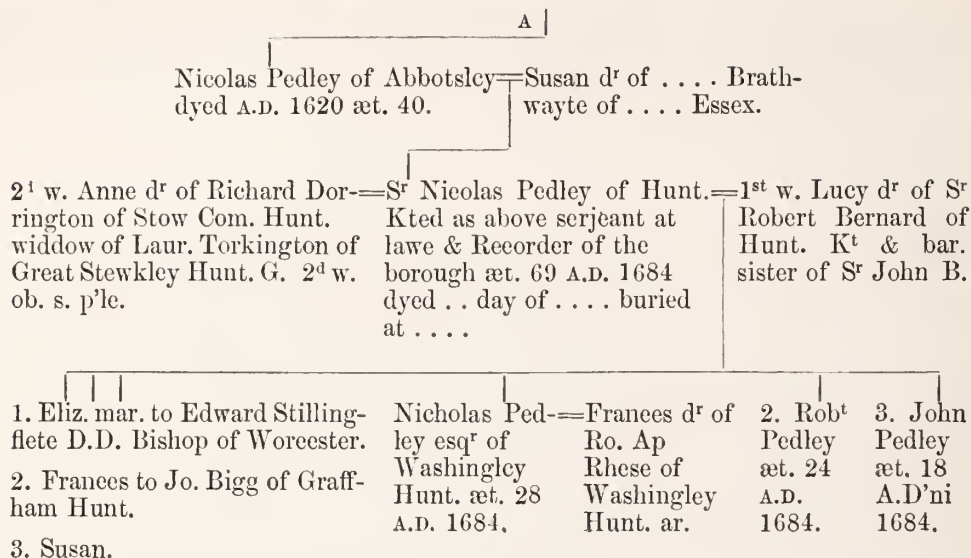 A
Nicolas Pedley of Abbotsley=Susan dʳ of . . . . Brath-
dyed A.D. 1620 æt. 40. wayte of . . . . Essex.
2ᵈ w. Anne dʳ of Richard Dor-
rington of Stow Com. Hunt.
widdow of Laur. Torkington of
Great Stewkley Hunt. G. 2ᵈ w.
ob. s. p'le.
=Sʳ Nicolas Pedley of Hunt.=
Kted as above serjeant at
lawe & Recorder of the
borough æt. 69 A.D. 1684
dyed . . day of . . . . buried
at . . . .
1ˢᵗ w. Lucy dʳ of Sʳ
Robert Bernard of
Hunt. Kᵗ & bar.
sister of Sʳ John B.
1. Eliz. mar. to Edward Stilling-
flete D.D. Bishop of Worcester.
2. Frances to Jo. Bigg of Graff-
ham Hunt.
3. Susan.
Nicholas Ped-=
ley esqʳ of
Washingley
Hunt. æt. 28
A.D. 1684.
Frances dʳ of
Ro. Ap
Rhese of
Washingley
Hunt. ar.
2. Robᵗ
Pedley
æt. 24
A.D.
1684.
3. John
Pedley
æt. 18
A.D'ni
1684.